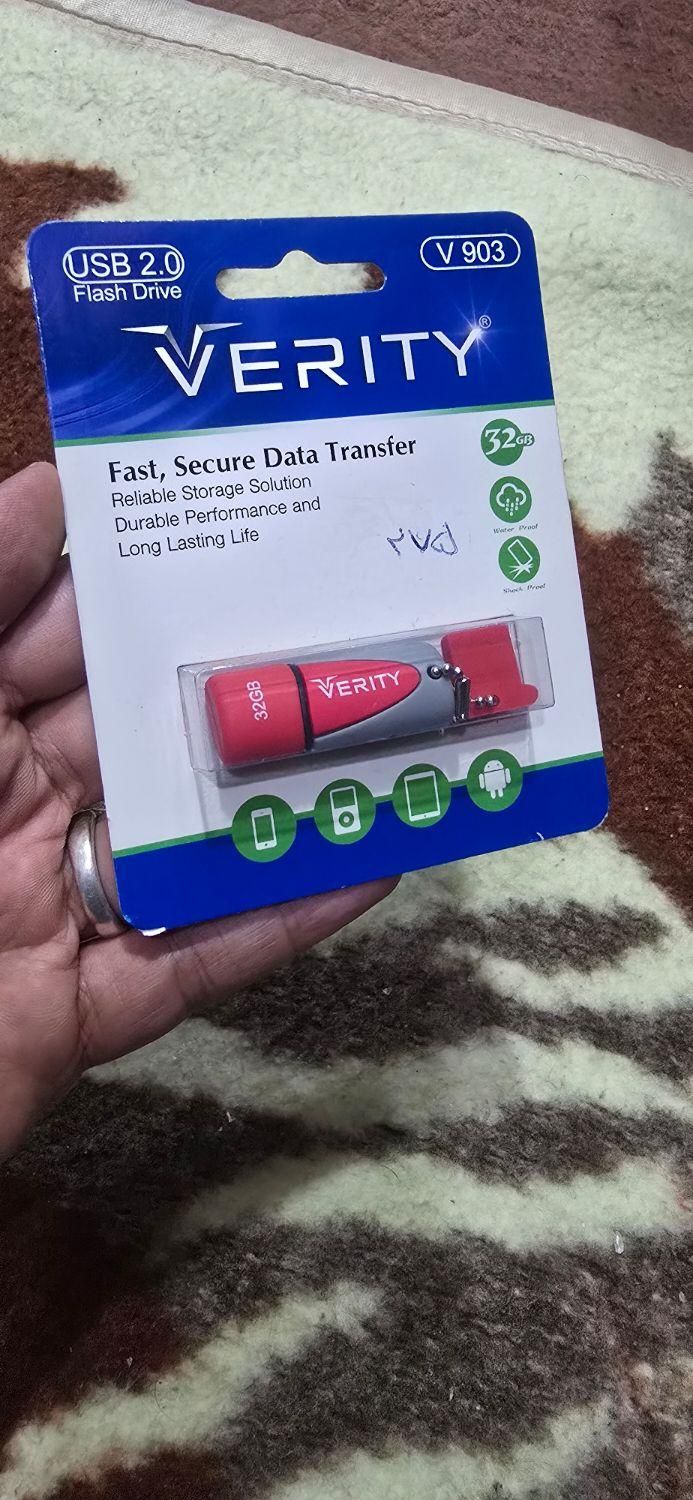 USB 2.0
Flash Drive
V 903
VERITY®
Fast, Secure Data Transfer
Reliable Storage Solution
Durable Performance and
Long Lasting Life
32GB
Water Proof
Shock Proof
32GB
VERITY